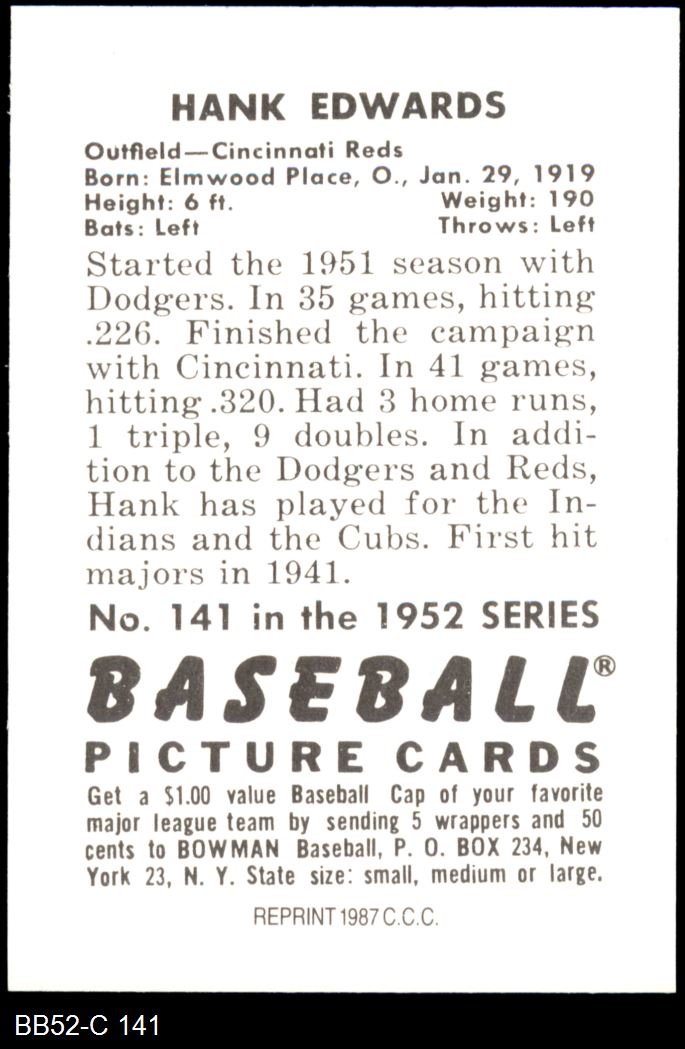 HANK EDWARDS
Outfield—Cincinnati Reds
Born: Elmwood Place, O., Jan. 29, 1919
Height: 6 ft. Weight: 190
Bats: Left Throws: Left
Started the 1951 season with
Dodgers. In 35 games, hitting
.226. Finished the campaign
with Cincinnati. In 41 games,
hitting .320. Had 3 home runs,
1 triple, 9 doubles. In addi-
tion to the Dodgers and Reds,
Hank has played for the In-
dians and the Cubs. First hit
majors in 1941.
No. 141 in the 1952 SERIES
BASEBALL®
PICTURE CARDS
Get a $1.00 value Baseball Cap of your favorite
major league team by sending 5 wrappers and 50
cents to BOWMAN Baseball, P. O. BOX 234, New
York 23, N. Y. State size: small, medium or large.
REPRINT 1987 C.C.C.
BB52-C 141